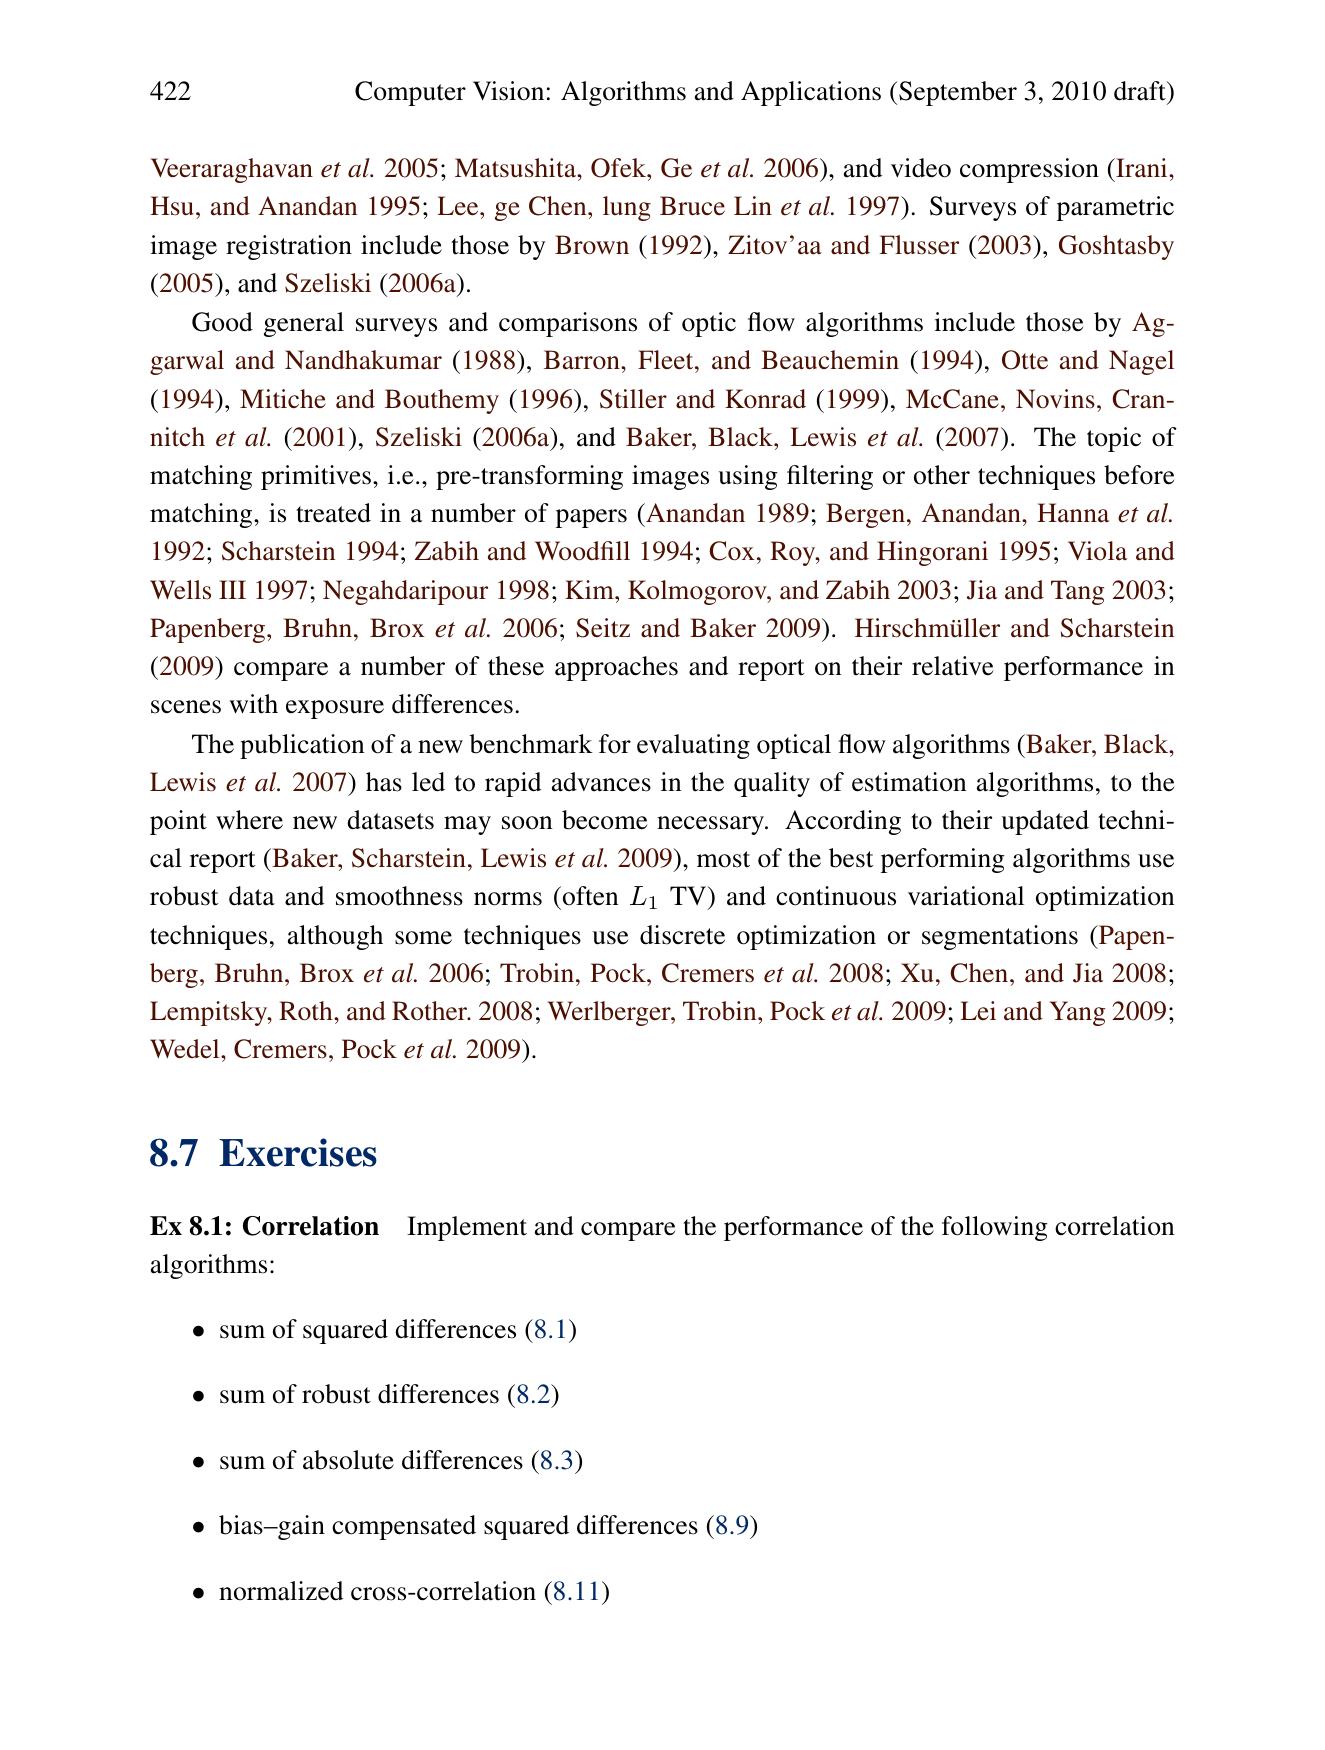 422 Computer Vision: Algorithms and Applications (September 3, 2010 draft)
Veeraraghavan et al. 2005; Matsushita, Ofek, Ge et al. 2006), and video compression (Irani,
Hsu, and Anandan 1995; Lee, ge Chen, lung Bruce Lin et al. 1997). Surveys of parametric
image registration include those by Brown (1992), Zitov'aa and Flusser (2003), Goshtasby
(2005), and Szeliski (2006a).
Good general surveys and comparisons of optic flow algorithms include those by Ag-
garwal and Nandhakumar (1988), Barron, Fleet, and Beauchemin (1994), Otte and Nagel
(1994), Mitiche and Bouthemy (1996), Stiller and Konrad (1999), McCane, Novins, Cran-
nitch et al. (2001), Szeliski (2006a), and Baker, Black, Lewis et al. (2007). The topic of
matching primitives, i.e., pre-transforming images using filtering or other techniques before
matching, is treated in a number of papers (Anandan 1989; Bergen, Anandan, Hanna et al.
1992; Scharstein 1994; Zabih and Woodfill 1994; Cox, Roy, and Hingorani 1995; Viola and
Wells III 1997; Negahdaripour 1998; Kim, Kolmogorov, and Zabih 2003; Jia and Tang 2003;
Papenberg, Bruhn, Brox et al. 2006; Seitz and Baker 2009). Hirschmüller and Scharstein
(2009) compare a number of these approaches and report on their relative performance in
scenes with exposure differences.
The publication of a new benchmark for evaluating optical flow algorithms (Baker, Black,
Lewis et al. 2007) has led to rapid advances in the quality of estimation algorithms, to the
point where new datasets may soon become necessary. According to their updated techni-
cal report (Baker, Scharstein, Lewis et al. 2009), most of the best performing algorithms use
robust data and smoothness norms (often L₁ TV) and continuous variational optimization
techniques, although some techniques use discrete optimization or segmentations (Papen-
berg, Bruhn, Brox et al. 2006; Trobin, Pock, Cremers et al. 2008; Xu, Chen, and Jia 2008;
Lempitsky, Roth, and Rother. 2008; Werlberger, Trobin, Pock et al. 2009; Lei and Yang 2009;
Wedel, Cremers, Pock et al. 2009).
8.7 Exercises
Ex 8.1: Correlation Implement and compare the performance of the following correlation
algorithms:
• sum of squared differences (8.1)
• sum of robust differences (8.2)
• sum of absolute differences (8.3)
• bias–gain compensated squared differences (8.9)
• normalized cross-correlation (8.11)